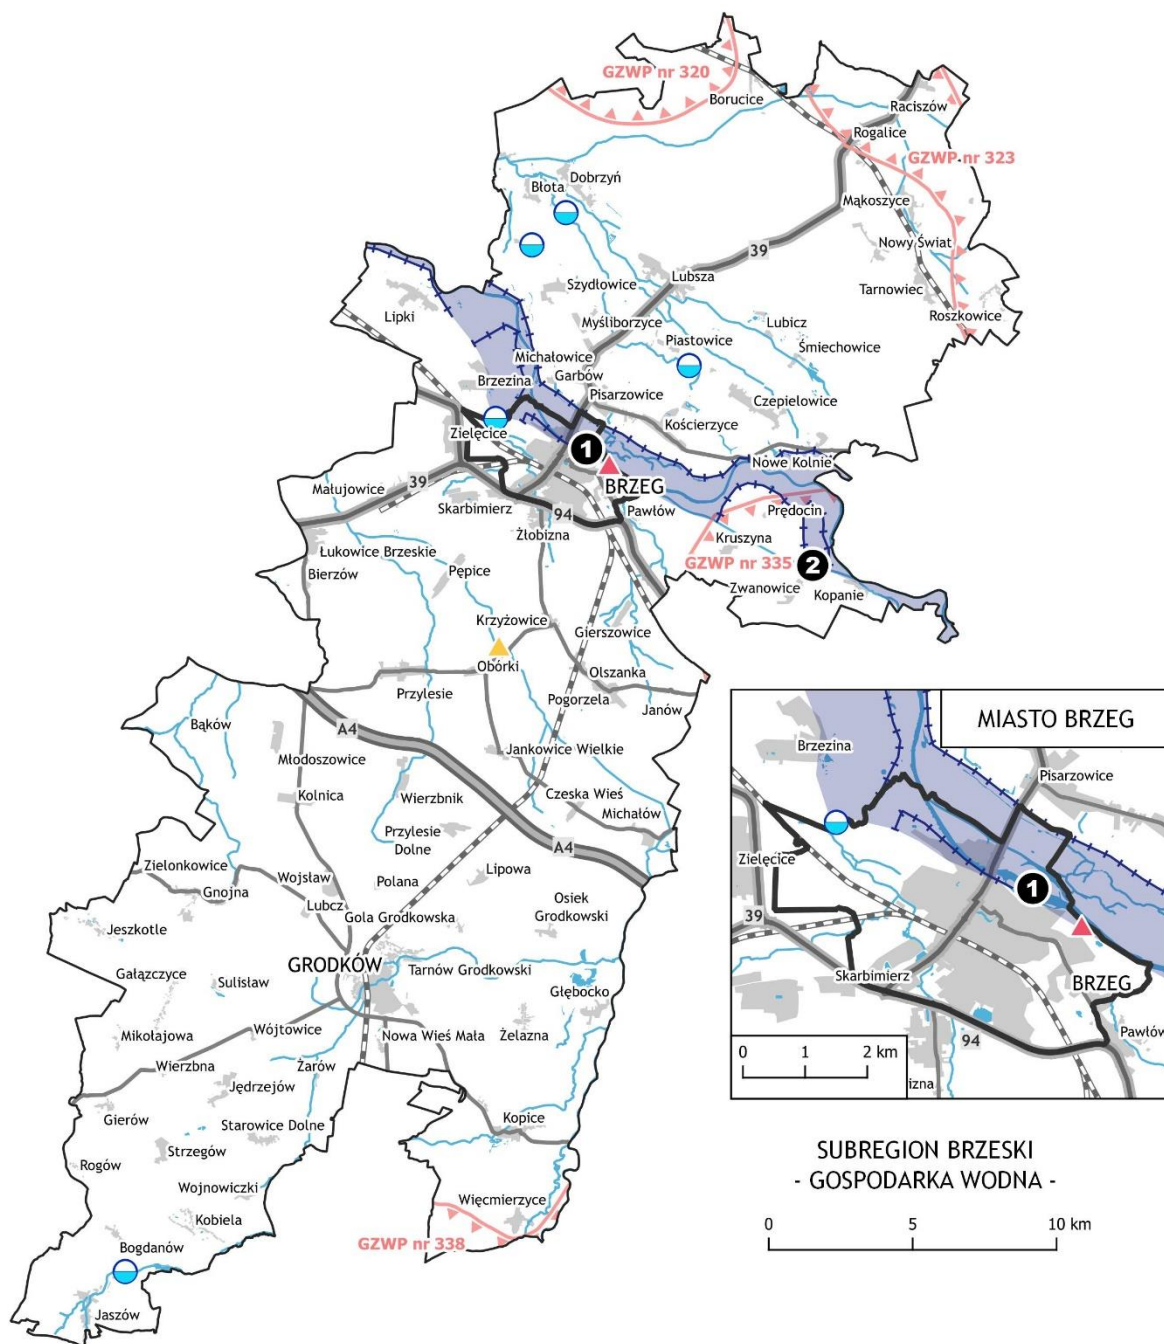 GZWP nr 320
Borucice
Raciszów
Rogalice
GZWP nr 323
Dobrzyń
Błota
Mąkoszyce
Nowy Świat
39
Szydłowice
Lubsza
Tarnowiec
Lipki
Roszkowice
Myśliborzyce
Lubicz
Piastowice
Śmiechowice
Michałowice
Garbów
Brzezina
Pisarzowice
Czepielowice
Kościerzyce
Zielęcice
1
Nowe Kolnie
39
Małujowice
BRZEG
Skarbimierz
94
Pawłów
Prędocin
Żłobizna
Kruszyna
Łukowice Brzeskie
GZWP nr 335
2
Bierzów
Pępice
Zwanowice
Kopanie
Krzyżowice
Gierszowice
Obórki
Olszanka
Przylesie
Pogorzela
Janów
Bąków
A4
Jankowice Wielkie
Młodoszowice
Kolnica
Wierzbnik
Czeska Wieś
Michałów
Przylesie
Dolne
A4
Zielonkowice
Wojsław
Lipowa
Gnojna
Polana
Osiek
Grodkowski
Lubcz
Gola Grodkowska
Jeszkotle
GRODKÓW
Tarnów Grodkowski
Gałązczyce
Sulisław
Głębocko
Mikołajowa
Wójtowice
Nowa Wieś Mała
Żelazna
Wierzbna
Żarów
Jędrzejów
Gierów
Kopice
Starowice Dolne
Strzegów
Rogów
Wojnowiczki
Więcmierzyce
Kobiela
GZWP nr 338
Bogdanów
Jaszów
MIASTO BRZEG
Brzezina
Pisarzowice
Zielęcice
1
39
Skarbimierz
BRZEG
Pawłów
94
0 1 2 km
izna
SUBREGION BRZESKI
- GOSPODARKA WODNA -
0 5 10 km